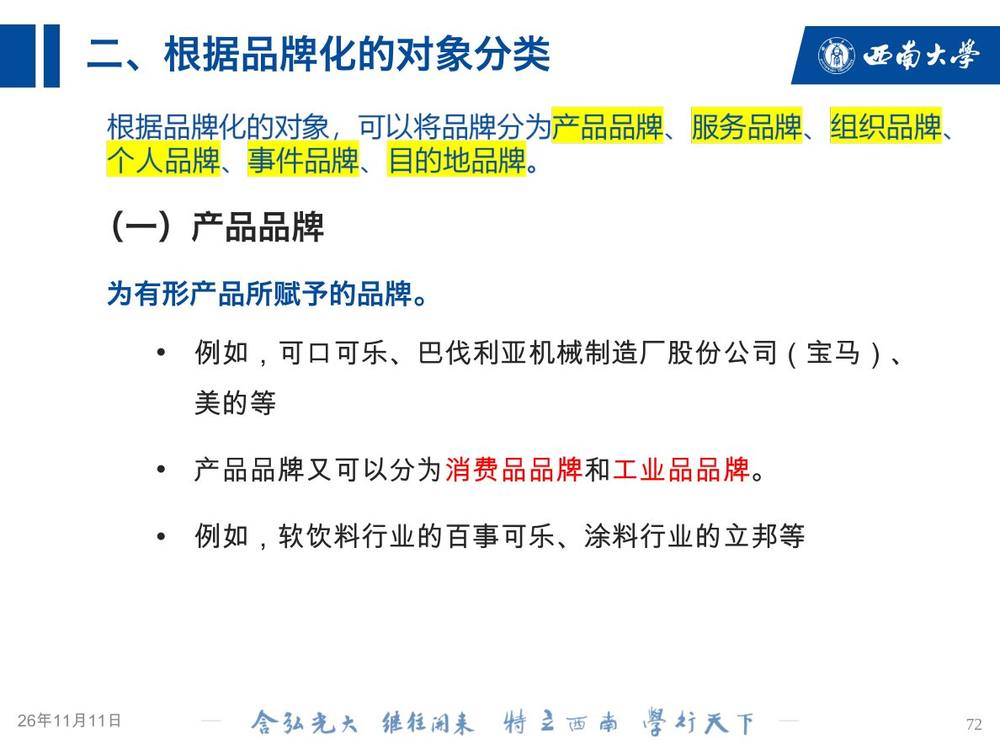 二、根据品牌化的对象分类
西南大学
根据品牌化的对象，可以将品牌分为产品品牌、服务品牌、组织品牌、
个人品牌、事件品牌、目的地品牌。
（一）产品品牌
为有形产品所赋予的品牌。
• 例如，可口可乐、巴伐利亚机械制造厂股份公司（宝马）、
美的等
• 产品品牌又可以分为消费品品牌和工业品品牌。
• 例如，软饮料行业的百事可乐、涂料行业的立邦等
26年11月11日
含弘光大 继往开来 特立西南 學行天下
72